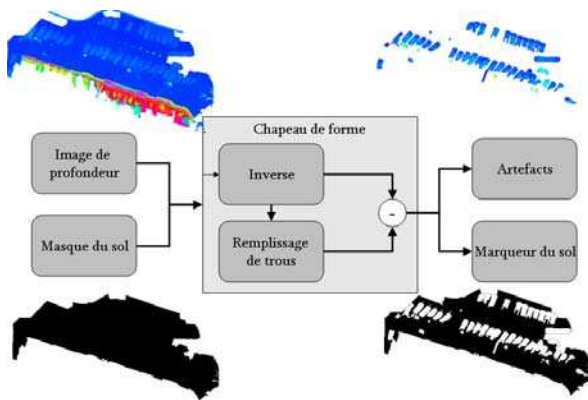 Chapeau de forme
Image de
profondeur
Masque du sol
Inverse
Remplissage
de trous
-
Artefacts
Marqueur du sol